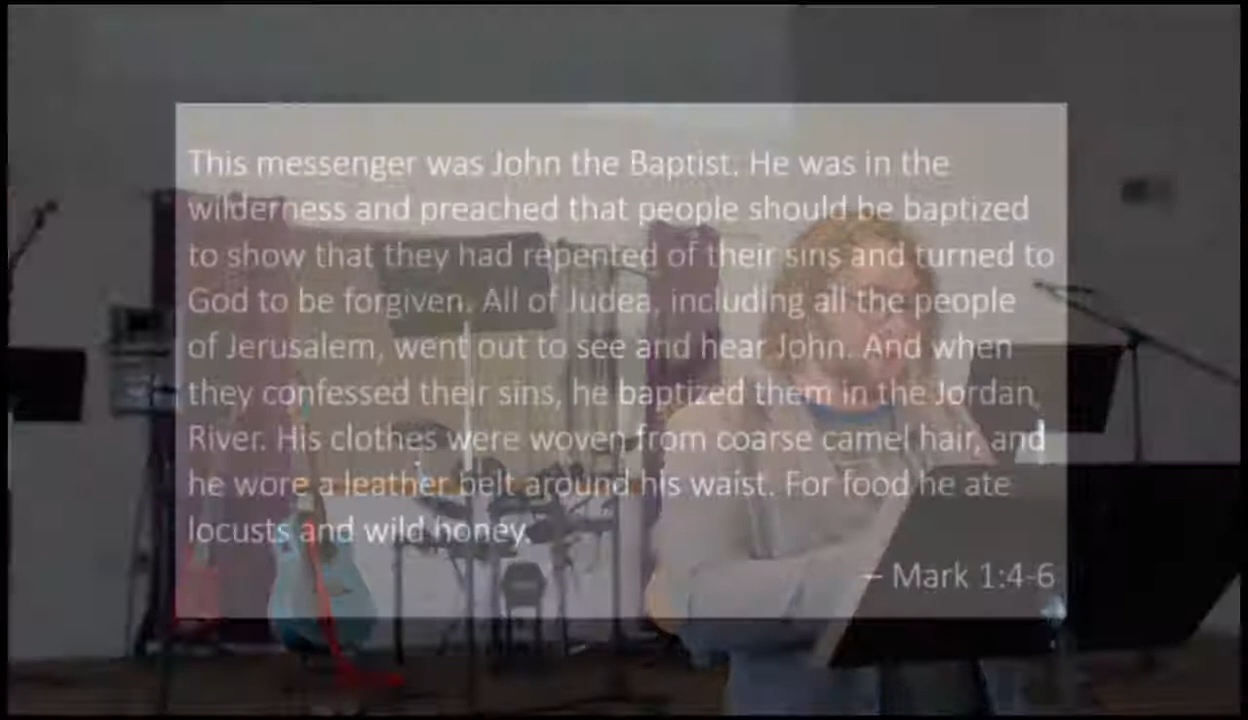 This messenger was John the Baptist. He was in the
wilderness and preached that people should be baptized
to show that they had repented of their sins and turned to
God to be forgiven. All of Judea, including all the people
of Jerusalem, went out to see and hear John. And when
they confessed their sins, he baptized them in the Jordan
River. His clothes were woven from coarse camel hair, and
he wore a leather belt around his waist. For food he ate
locusts and wild honey.
– Mark 1:4-6